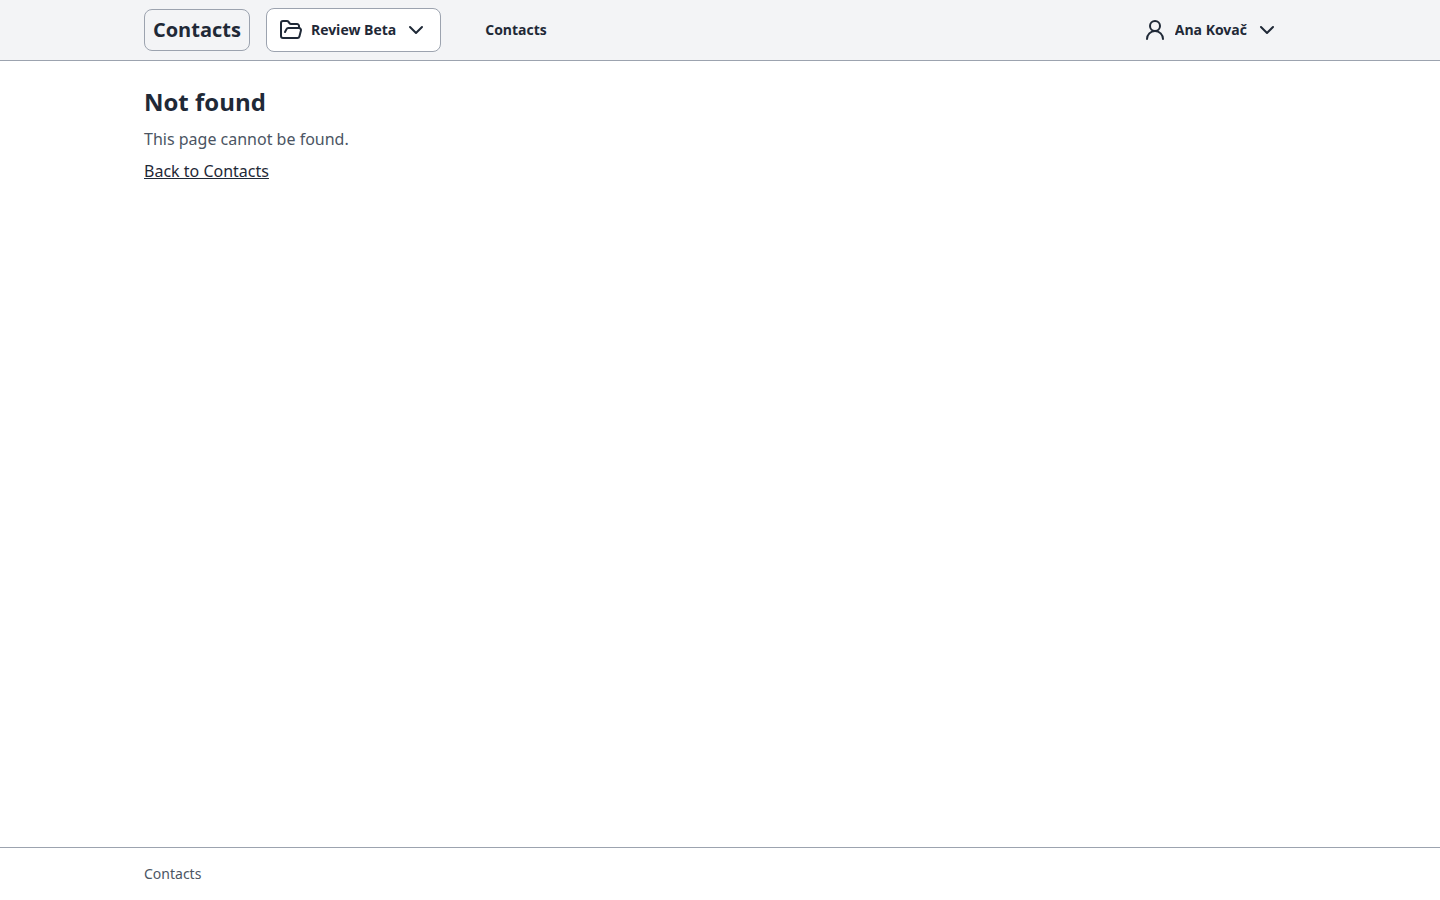 Contacts
Review Beta
Contacts
Ana Kovač
Not found
This page cannot be found.
Back to Contacts
Contacts